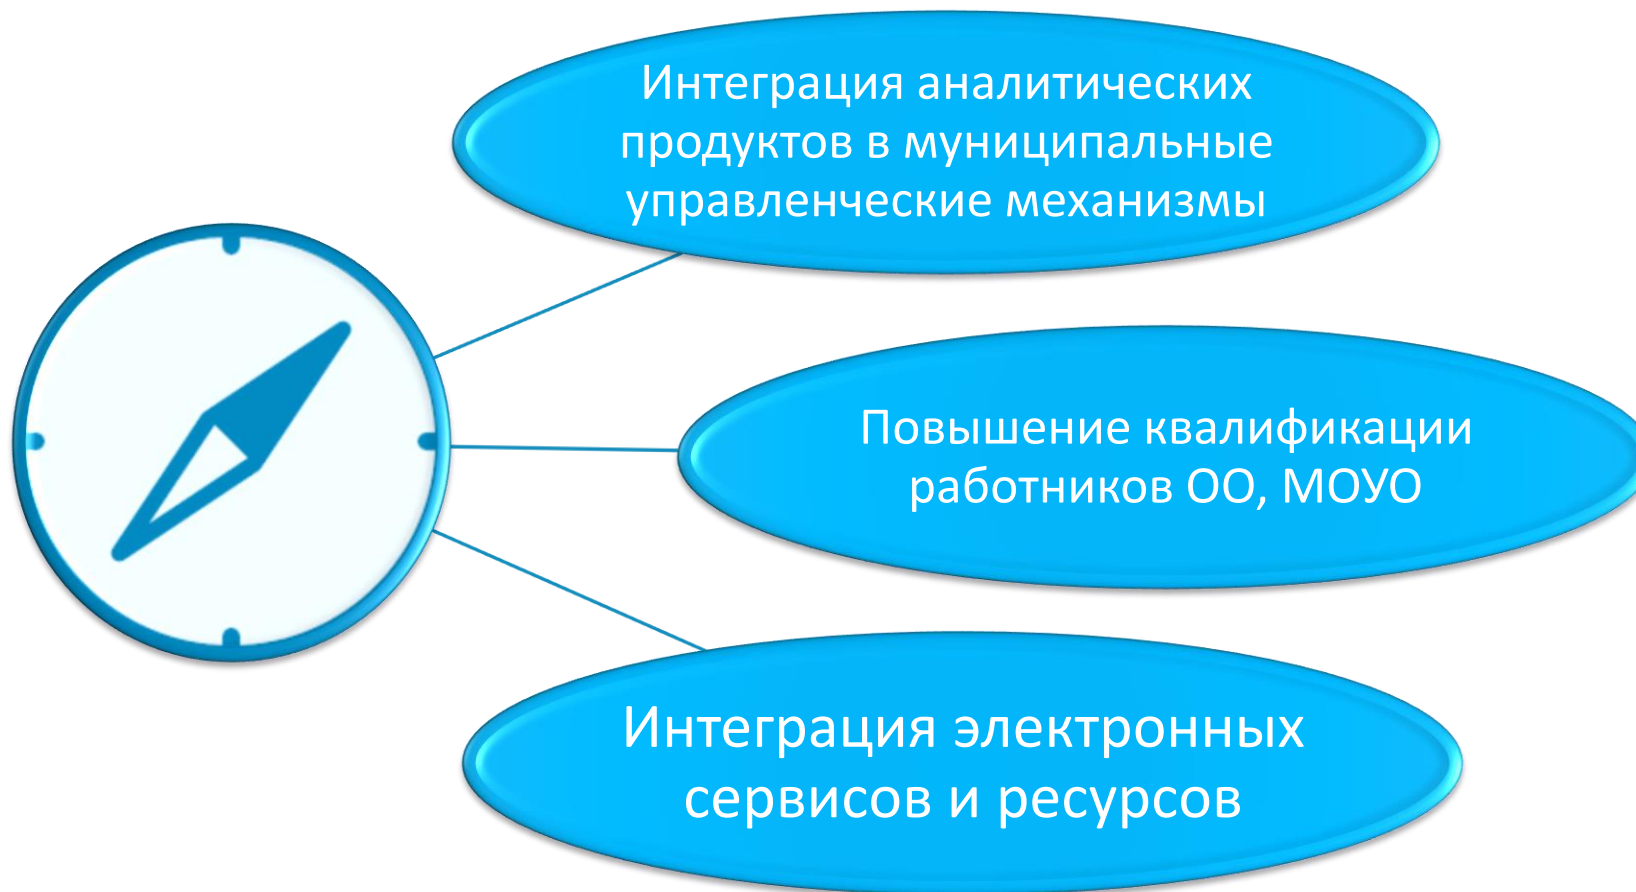 Интеграция аналитических
продуктов в муниципальные
управленческие механизмы
Повышение квалификации
работников ОО, МОУО
Интеграция электронных
сервисов и ресурсов